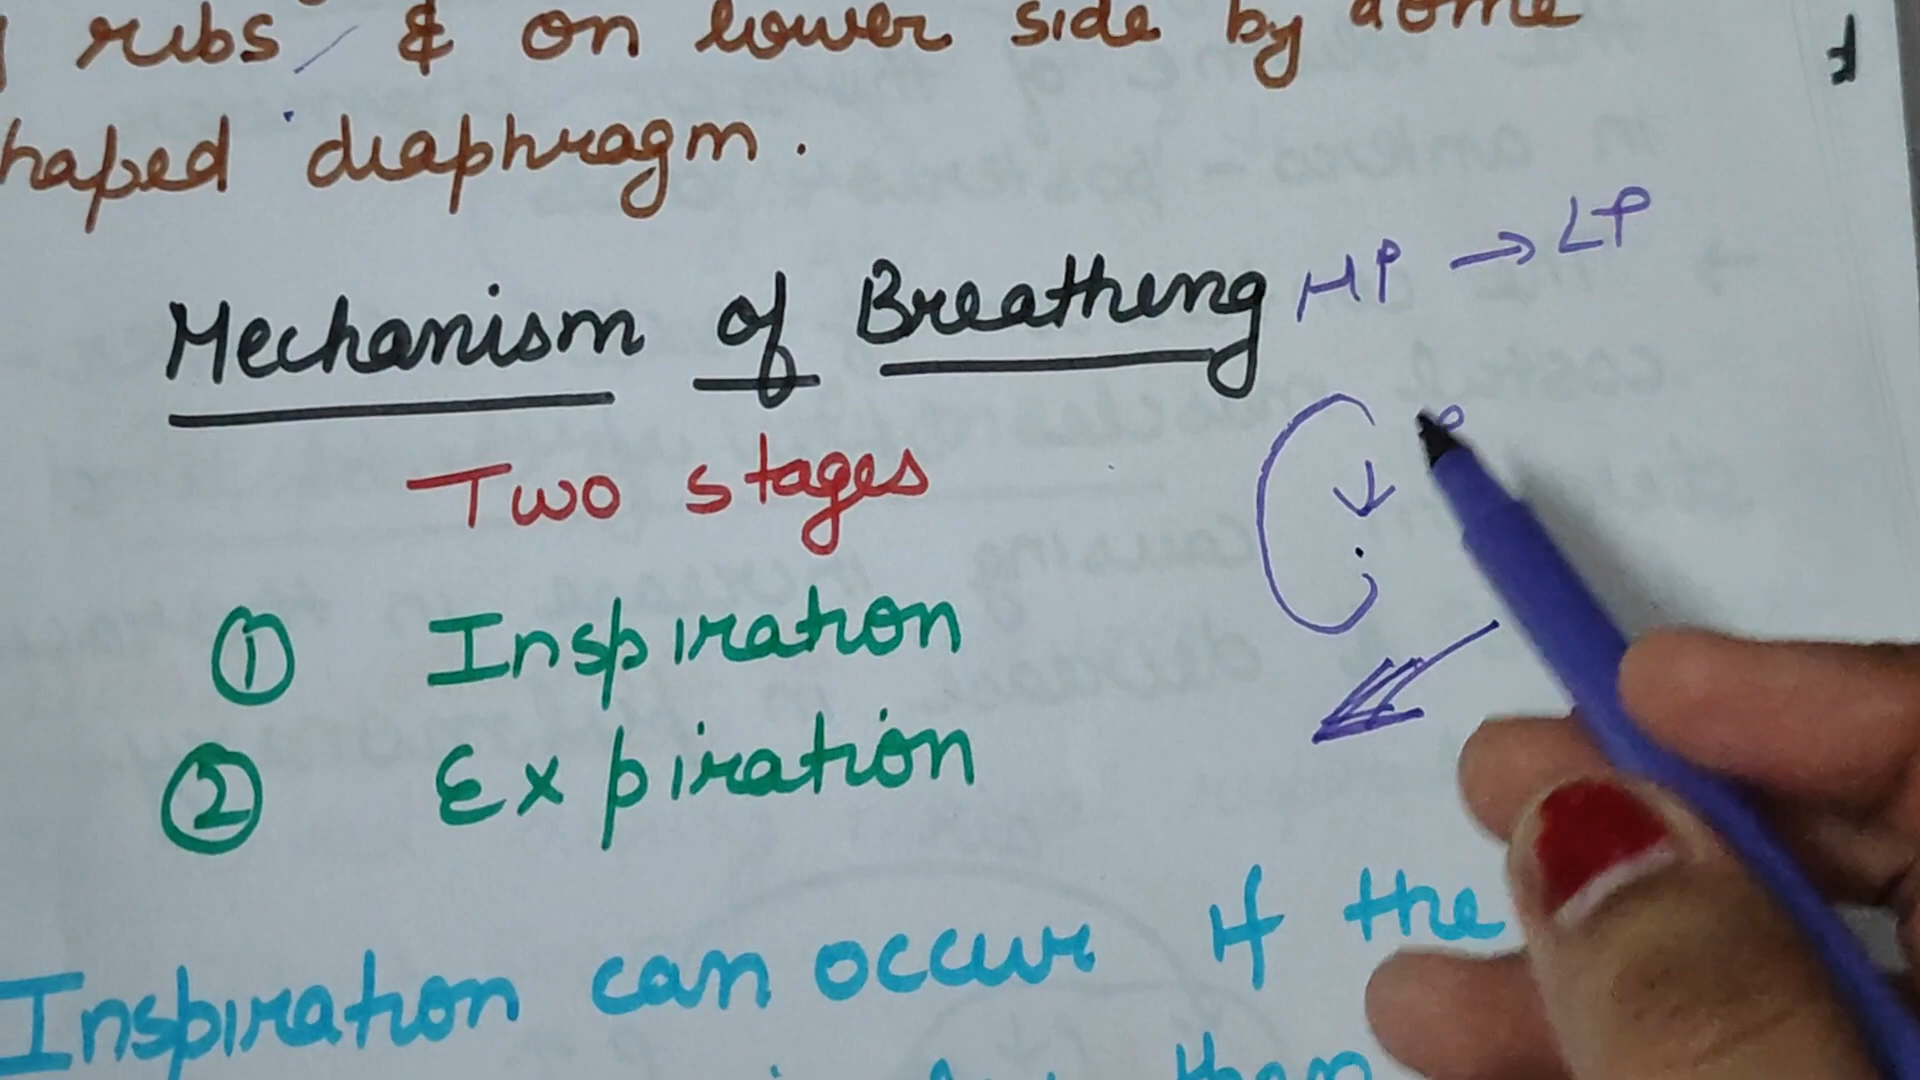 ribs & on lower side by dome
haped diaphragm.
HP → LP
Mechanism of Breathing
Two stages
① Inspiration
② Expiration
Inspiration can occur if the
than